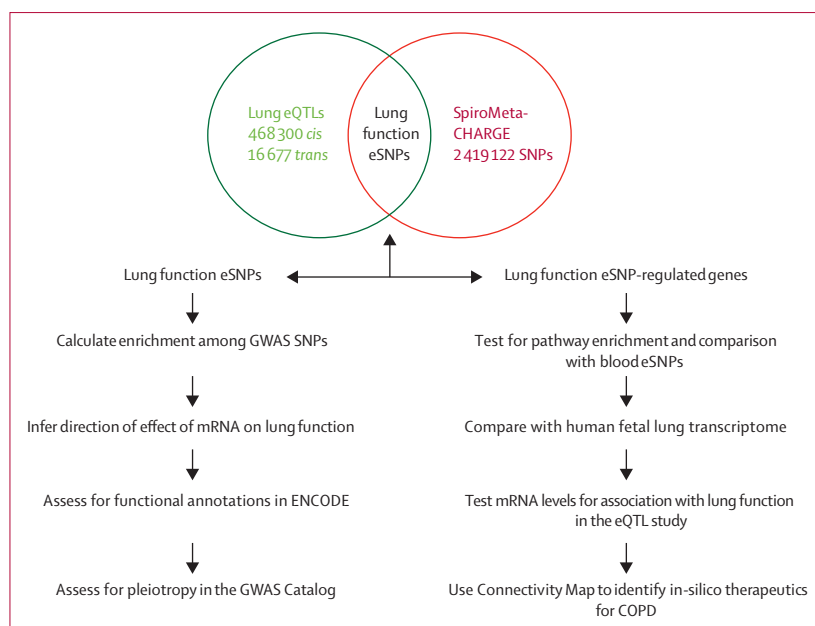 Lung eQTLs
468 300 cis
16 677 trans
Lung
function
eSNPs
SpiroMeta-
CHARGE
2 419 122 SNPs
Lung function eSNPs
Calculate enrichment among GWAS SNPs
Infer direction of effect of mRNA on lung function
Assess for functional annotations in ENCODE
Assess for pleiotropy in the GWAS Catalog
Lung function eSNP-regulated genes
Test for pathway enrichment and comparison
with blood eSNPs
Compare with human fetal lung transcriptome
Test mRNA levels for association with lung function
in the eQTL study
Use Connectivity Map to identify in-silico therapeutics
for COPD